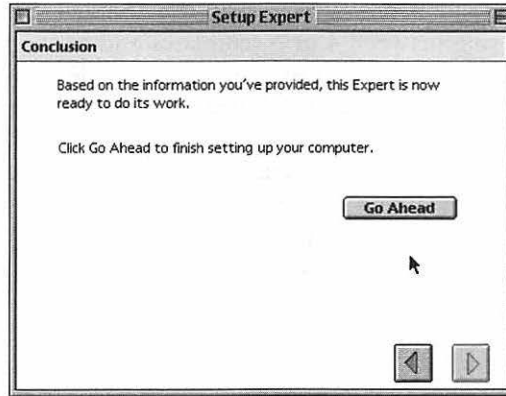 Setup Expert
Conclusion
Based on the information you've provided, this Expert is now
ready to do its work.
Click Go Ahead to finish setting up your computer.
Go Ahead